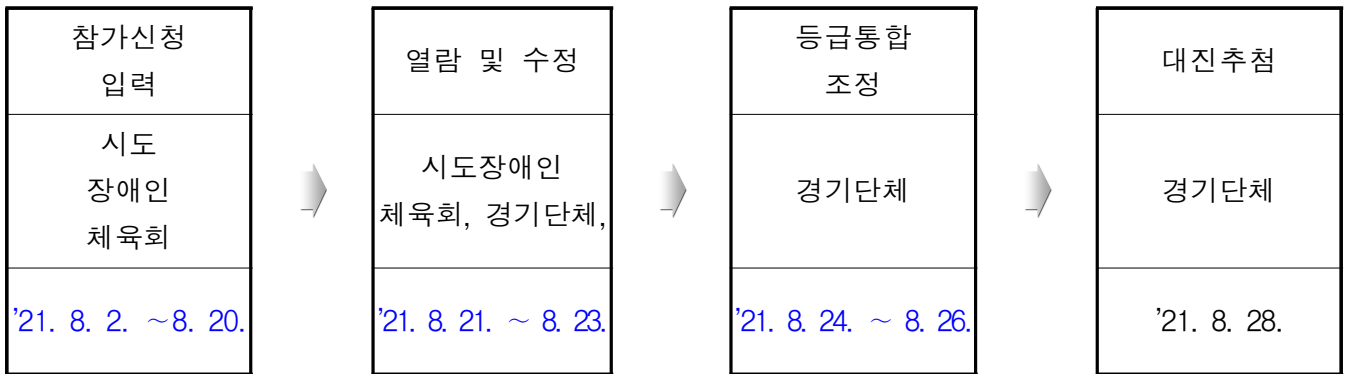 참가신청
입력
시도
장애인
체육회
'21. 8. 2. ~8. 20.
열람 및 수정
시도장애인
체육회, 경기단체,
'21. 8. 21. ~ 8. 23.
등급통합
조정
경기단체
'21. 8. 24. ~ 8. 26.
대진추첨
경기단체
'21. 8. 28.